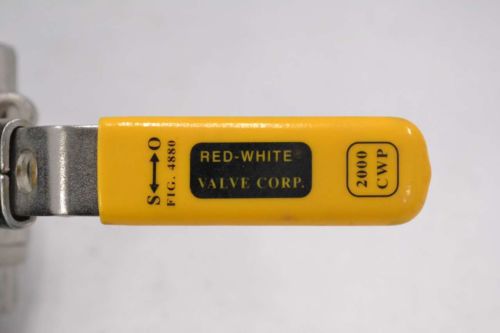 S ↔ O
FIG. 4880
RED-WHITE
VALVE CORP.
2000
CWP